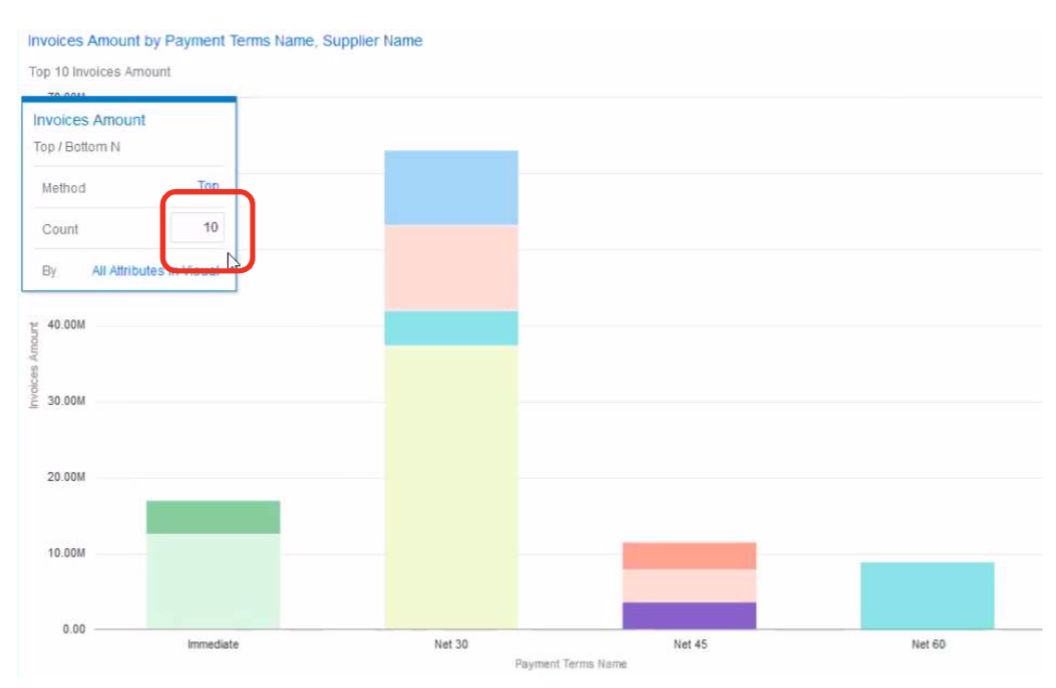 Invoices Amount by Payment Terms Name, Supplier Name
Top 10 Invoices Amount
Invoices Amount
Top / Bottom N
Method Top
Count 10
By All Attributes in Visual
40.00M
30.00M
20.00M
10.00M
0.00
Invoices Amount
Immediate Net 30 Net 45 Net 60
Payment Terms Name